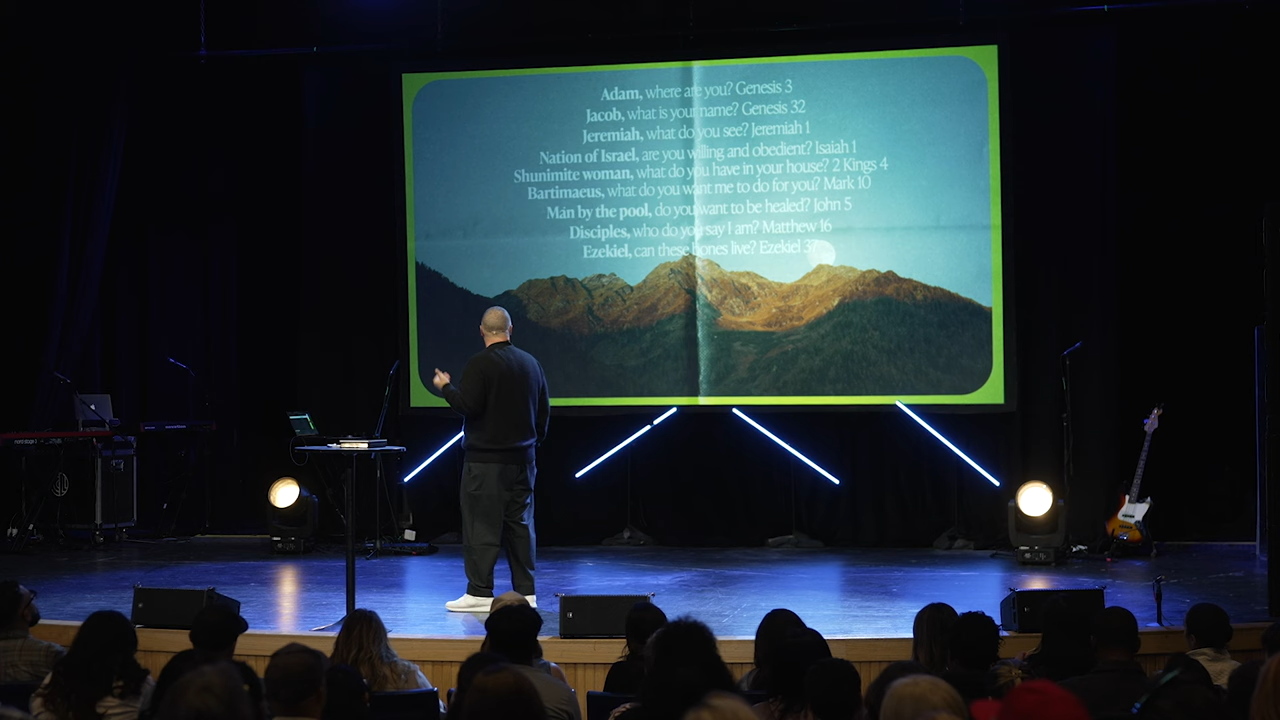 Adam, where are you? Genesis 3
Jacob, what is your name? Genesis 32
Jeremiah, what do you see? Jeremiah 1
Nation of Israel, are you willing and obedient? Isaiah 1
Shunimite woman, what do you have in your house? 2 Kings 4
Bartimaeus, what do you want me to do for you? Mark 10
Man by the pool, do you want to be healed? John 5
Disciples, who do you say I am? Matthew 16
Ezekiel, can these bones live? Ezekiel 37